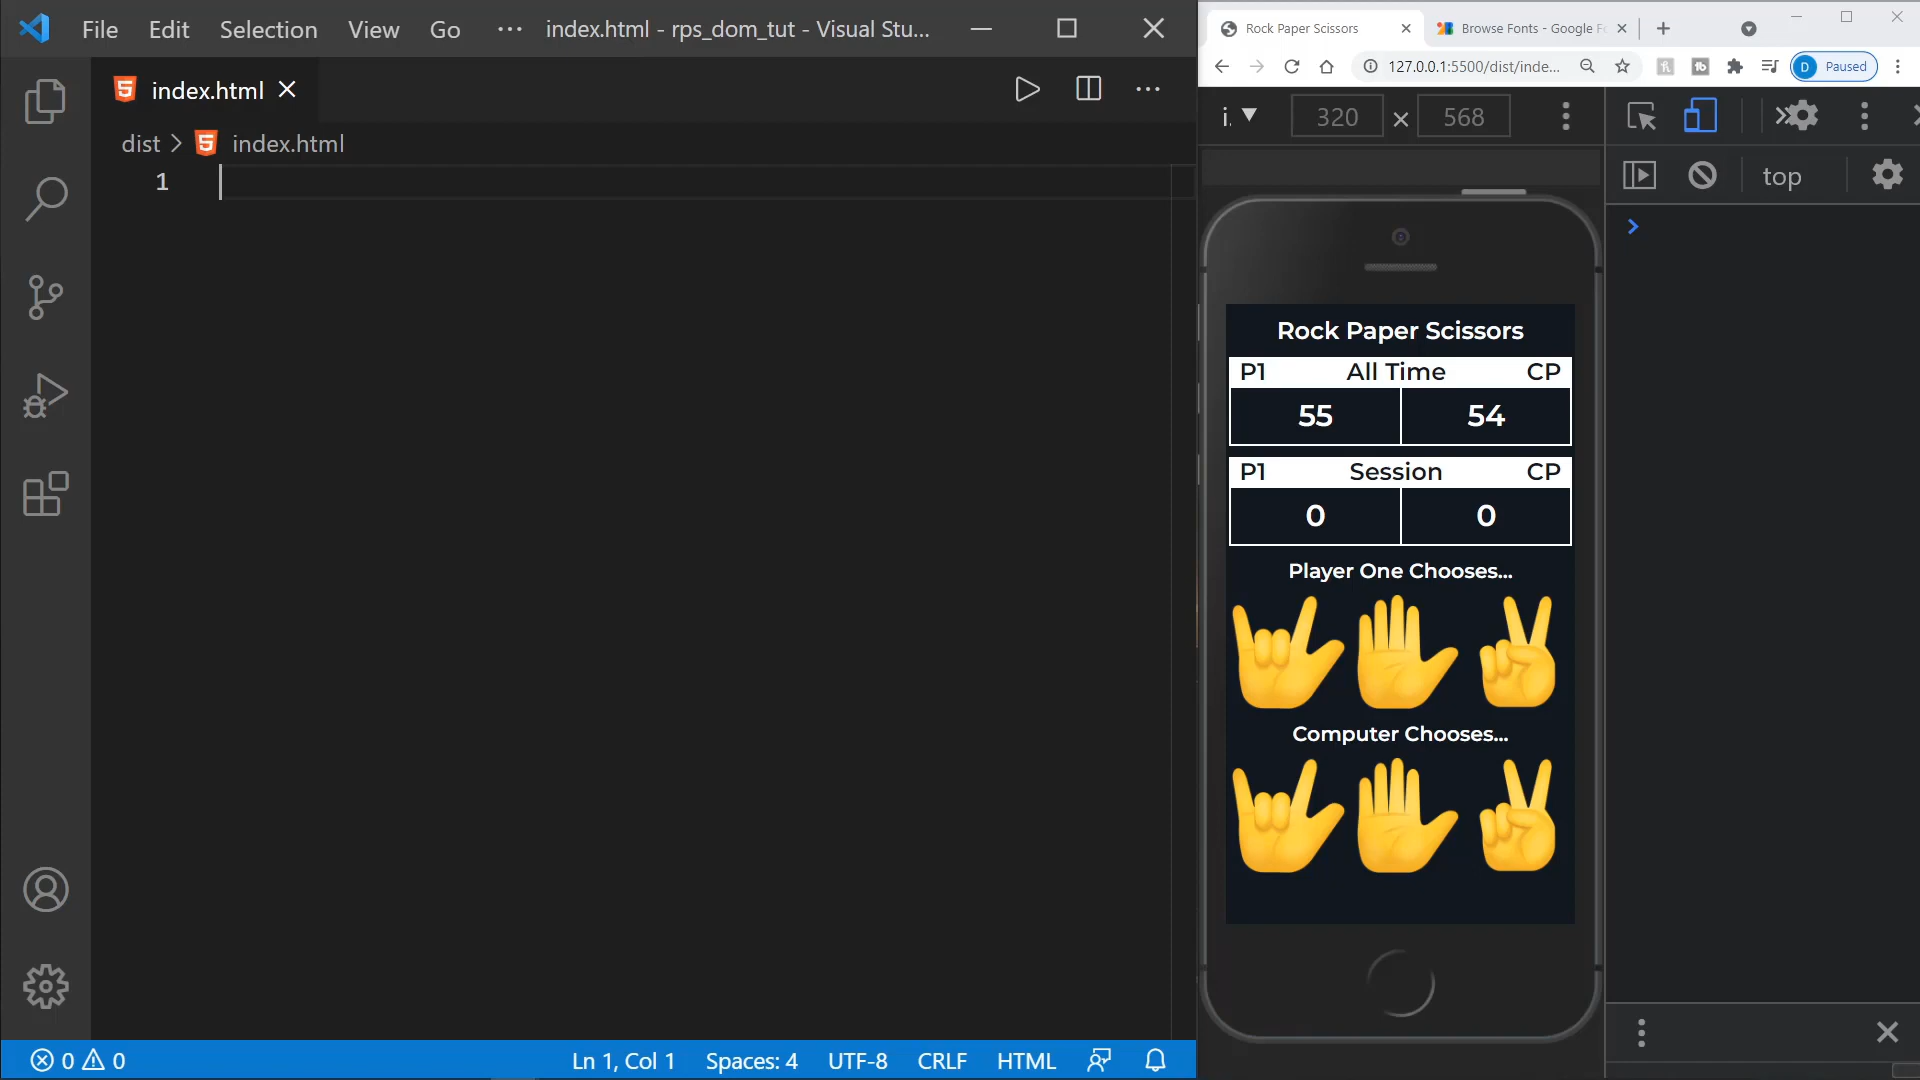 File Edit Selection View Go ··· index.html - rps_dom_tut - Visual Stu...
index.html
dist > index.html
1
0 0 Ln 1, Col 1 Spaces: 4 UTF-8 CRLF HTML
Rock Paper Scissors Browse Fonts - Google F
127.0.0.1:5500/dist/inde... D Paused
i. 320 × 568
top
Rock Paper Scissors
P1 All Time CP
55 54
P1 Session CP
0 0
Player One Chooses...
Computer Chooses...